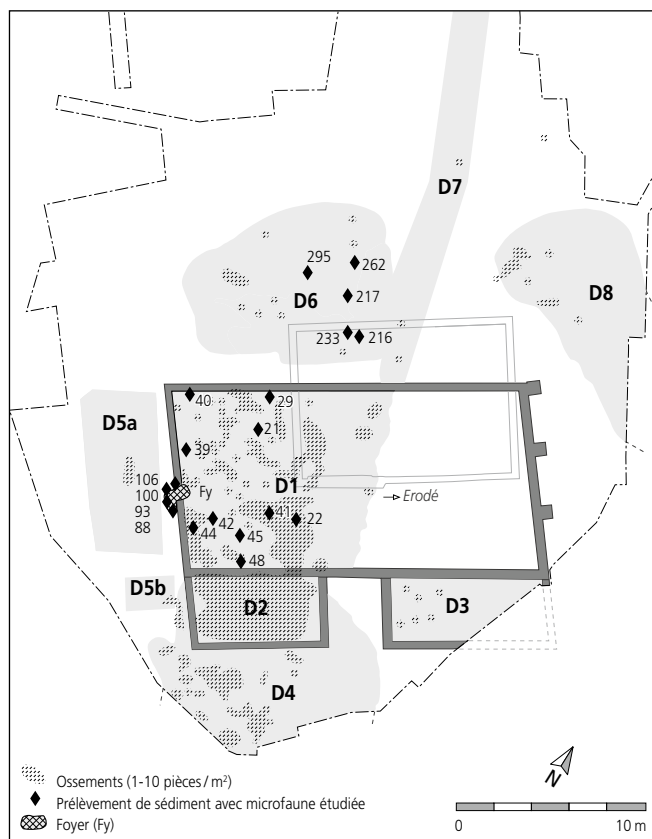 D7
295
262
D8
D6
217
233
216
40
29
D5a
21
39
106
D1
Fy
100
Erodé
93
42
41
22
88
44
45
48
D5b
D2
D3
D4
Ossements (1-10 pièces / m²)
Prélèvement de sédiment avec microfaune étudiée
Foyer (Fy)
N
0
10 m